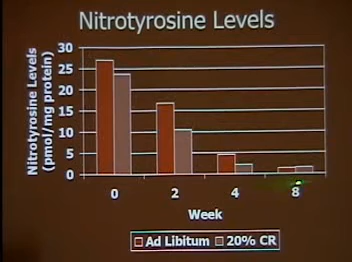 Nitrotyrosine Levels
Nitrotyrosine Levels
(pmol/mg protein)
30
25
20
15
10
5
0
0 2 4 8
Week
Ad Libitum 20% CR